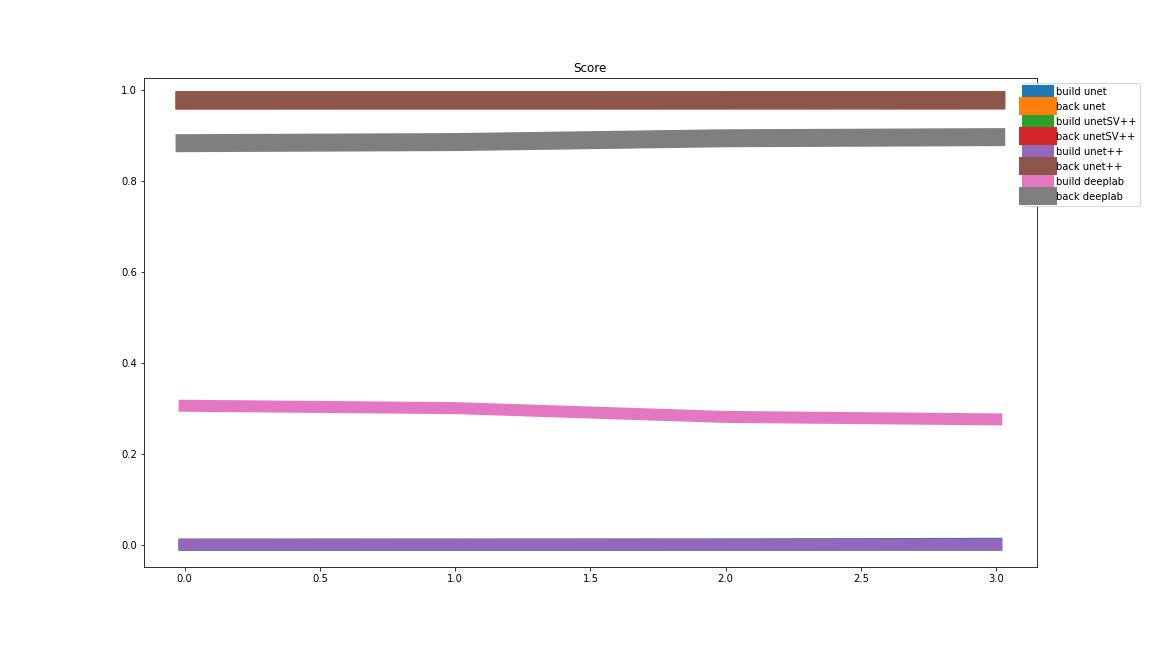 Score
1.0
0.8
0.6
0.4
0.2
0.0
0.0 0.5 1.0 1.5 2.0 2.5 3.0
build unet
back unet
build unetSV++
back unetSV++
build unet++
back unet++
build deeplab
back deeplab